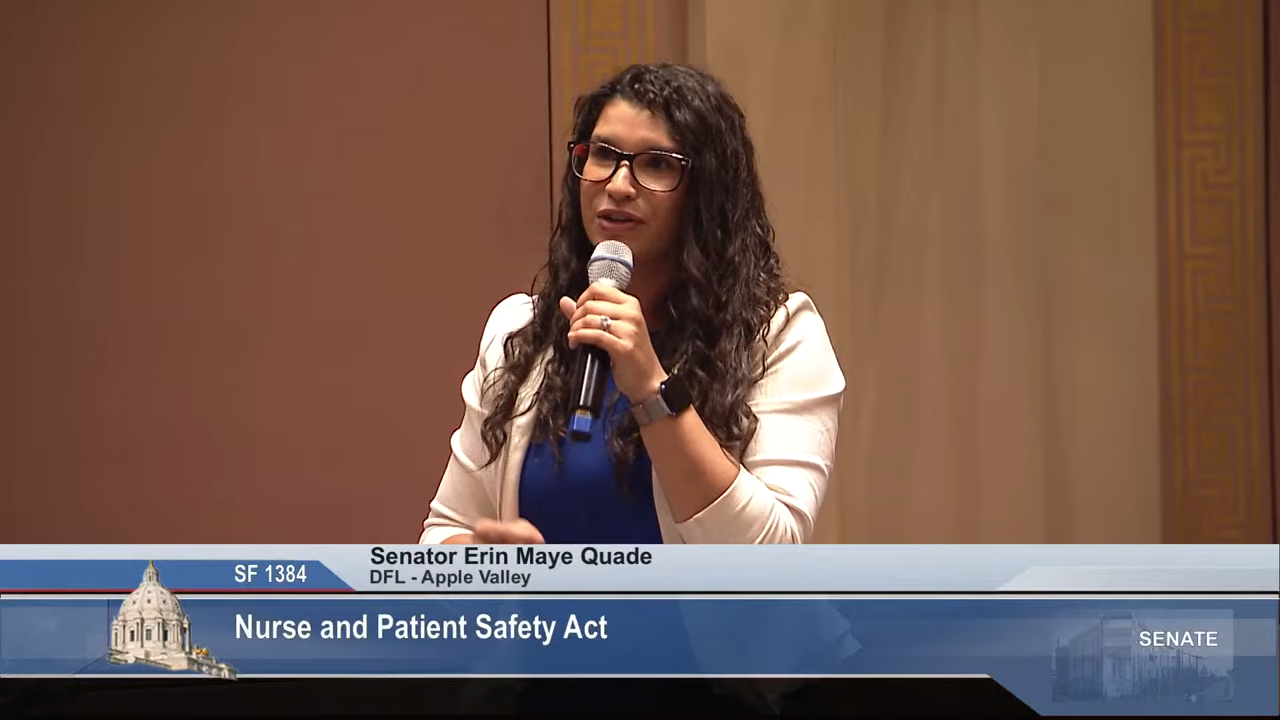 Senator Erin Maye Quade
SF 1384
DFL - Apple Valley
Nurse and Patient Safety Act
SENATE